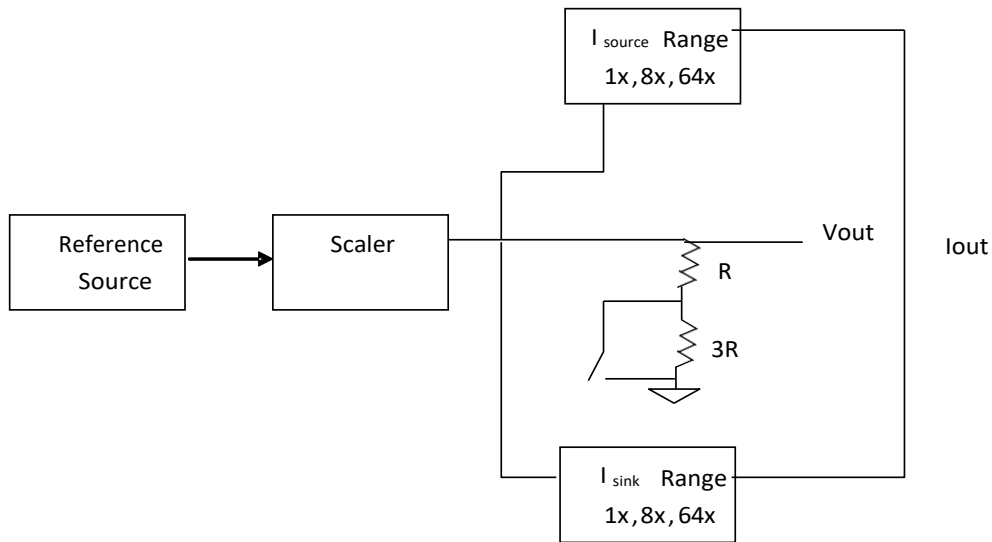 I source Range
1x,8x,64x
Reference
Source
Scaler
Vout
Iout
R
3R
I sink Range
1x,8x,64x